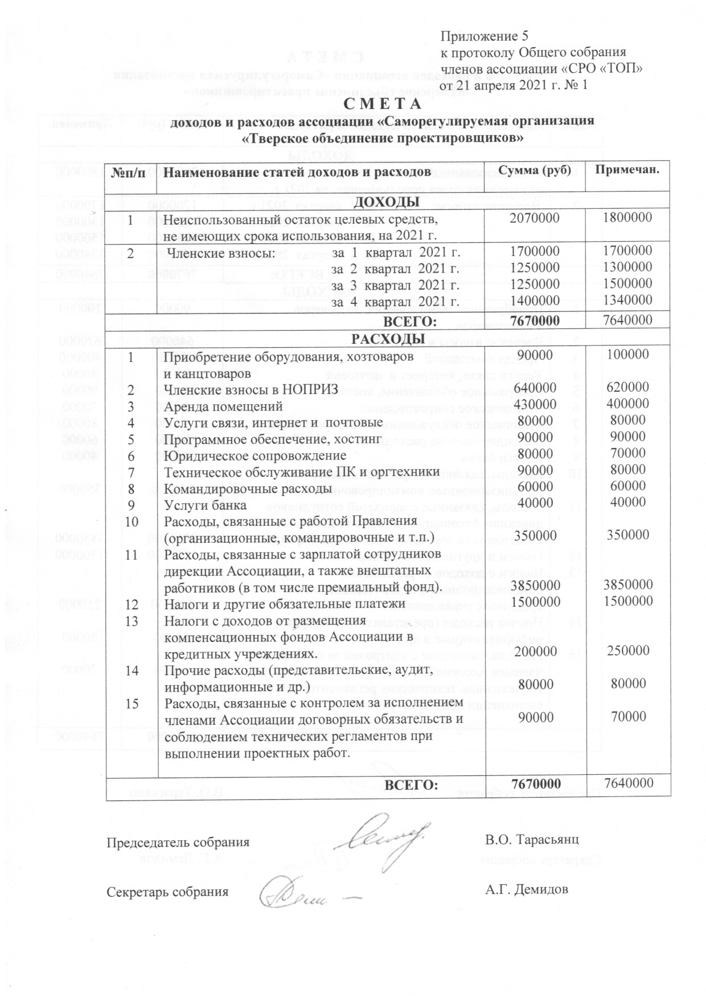 Приложение 5
к протоколу Общего собрания
членов ассоциации «СРО «ТОП»
от 21 апреля 2021 г. № 1
С М Е Т А
доходов и расходов ассоциации «Саморегулируемая организация
«Тверское объединение проектировщиков»
№п/п Наименование статей доходов и расходов Сумма (руб) Примечан.
ДОХОДЫ
1 Неиспользованный остаток целевых средств, 2070000 1800000
не имеющих срока использования, на 2021 г.
2 Членские взносы: за 1 квартал 2021 г. 1700000 1700000
за 2 квартал 2021 г. 1250000 1300000
за 3 квартал 2021 г. 1250000 1500000
за 4 квартал 2021 г. 1400000 1340000
ВСЕГО: 7670000 7640000
РАСХОДЫ
1 Приобретение оборудования, хозтоваров 90000 100000
и канцтоваров
2 Членские взносы в НОПРИЗ 640000 620000
3 Аренда помещений 430000 400000
4 Услуги связи, интернет и почтовые 80000 80000
5 Программное обеспечение, хостинг 90000 90000
6 Юридическое сопровождение 80000 70000
7 Техническое обслуживание ПК и оргтехники 90000 80000
8 Командировочные расходы 60000 60000
9 Услуги банка 40000 40000
10 Расходы, связанные с работой Правления
(организационные, командировочные и т.п.) 350000 350000
11 Расходы, связанные с зарплатой сотрудников
дирекции Ассоциации, а также внештатных
работников (в том числе премиальный фонд). 3850000 3850000
12 Налоги и другие обязательные платежи 1500000 1500000
13 Налоги с доходов от размещения
компенсационных фондов Ассоциации в
кредитных учреждениях. 200000 250000
14 Прочие расходы (представительские, аудит,
информационные и др.) 80000 80000
15 Расходы, связанные с контролем за исполнением
членами Ассоциации договорных обязательств и 90000 70000
соблюдением технических регламентов при
выполнении проектных работ.
ВСЕГО: 7670000 7640000
Председатель собрания В.О. Тарасьянц
Секретарь собрания А.Г. Демидов